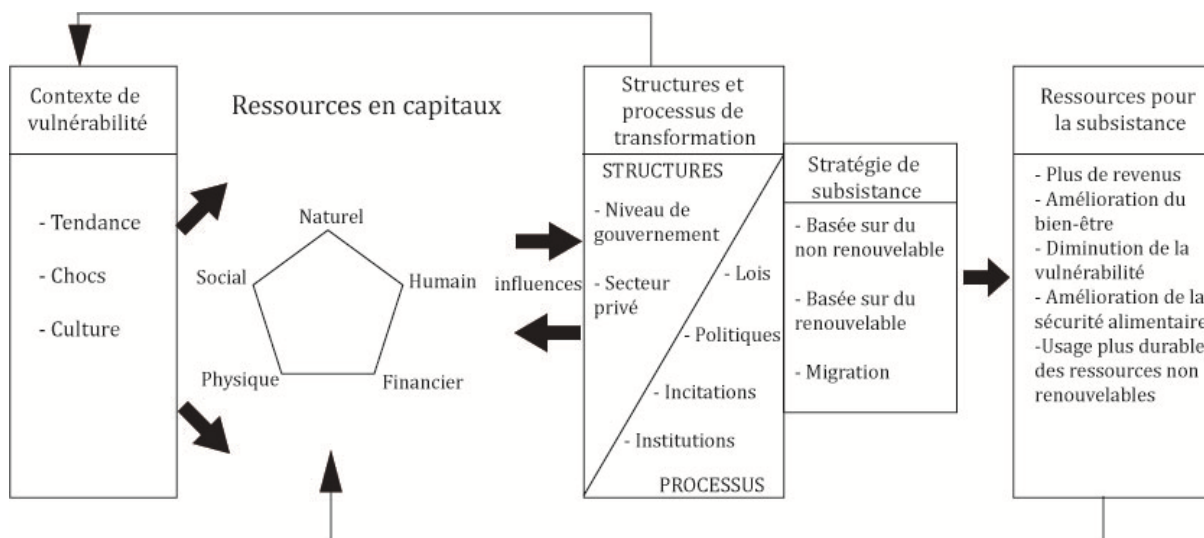 Contexte de
vulnérabilité
- Tendance
- Chocs
- Culture
Ressources en capitaux
Naturel
Social
Humain
Physique
Financier
influences
Structures et
processus de
transformation
STRUCTURES
- Niveau de
gouvernement
- Secteur
privé
- Lois
- Politiques
- Incitations
- Institutions
PROCESSUS
Stratégie de
subsistance
- Basée sur du
non renouvelable
- Basée sur du
renouvelable
- Migration
Ressources pour
la subsistance
- Plus de revenus
- Amélioration du
bien-être
- Diminution de la
vulnérabilité
- Amélioration de la
sécurité alimentaire
-Usage plus durable
des ressources non
renouvelables